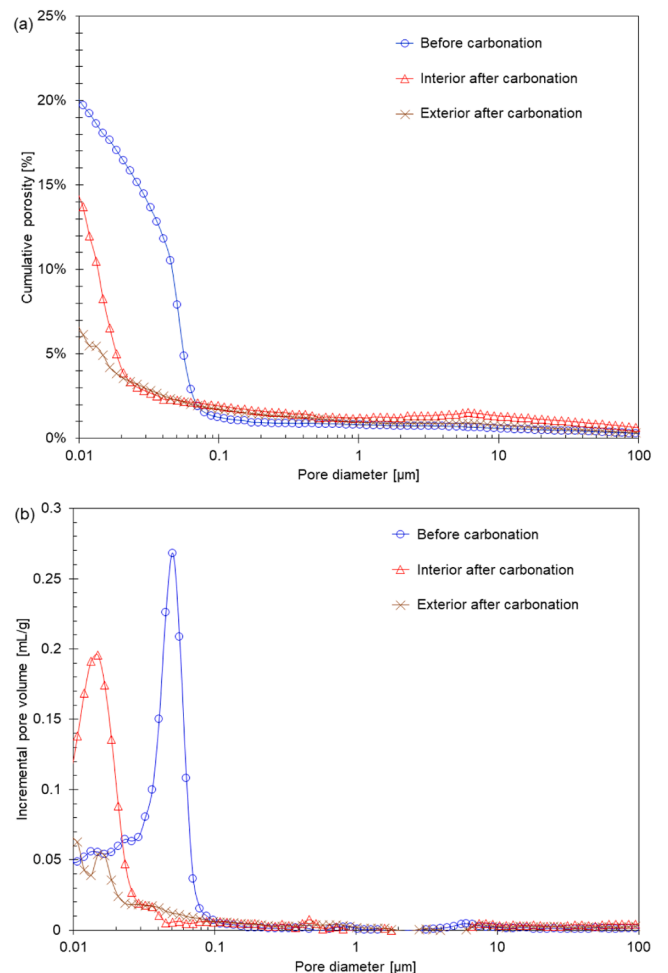 (a)
25%
20%
15%
10%
5%
0%
Cumulative porosity [%]
Before carbonation
Interior after carbonation
Exterior after carbonation
0.01 0.1 1 10 100
Pore diameter [µm]
(b)
0.3
0.25
0.2
0.15
0.1
0.05
0
Incremental pore volume [mL/g]
Before carbonation
Interior after carbonation
Exterior after carbonation
0.01 0.1 1 10 100
Pore diameter [µm]